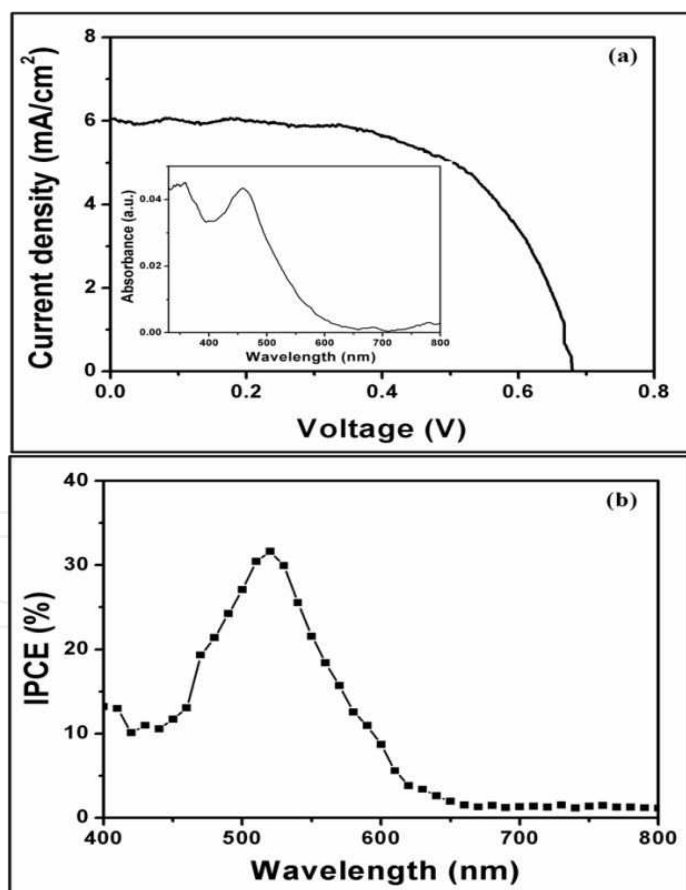 (a)
Current density (mA/cm²)
8
6
4
2
0
0.0 0.2 0.4 0.6 0.8
Voltage (V)
Absorbance (a.u.)
0.04
0.02
0.00
400 500 600 700 800
Wavelength (nm)
(b)
IPCE (%)
40
30
20
10
0
400 500 600 700 800
Wavelength (nm)